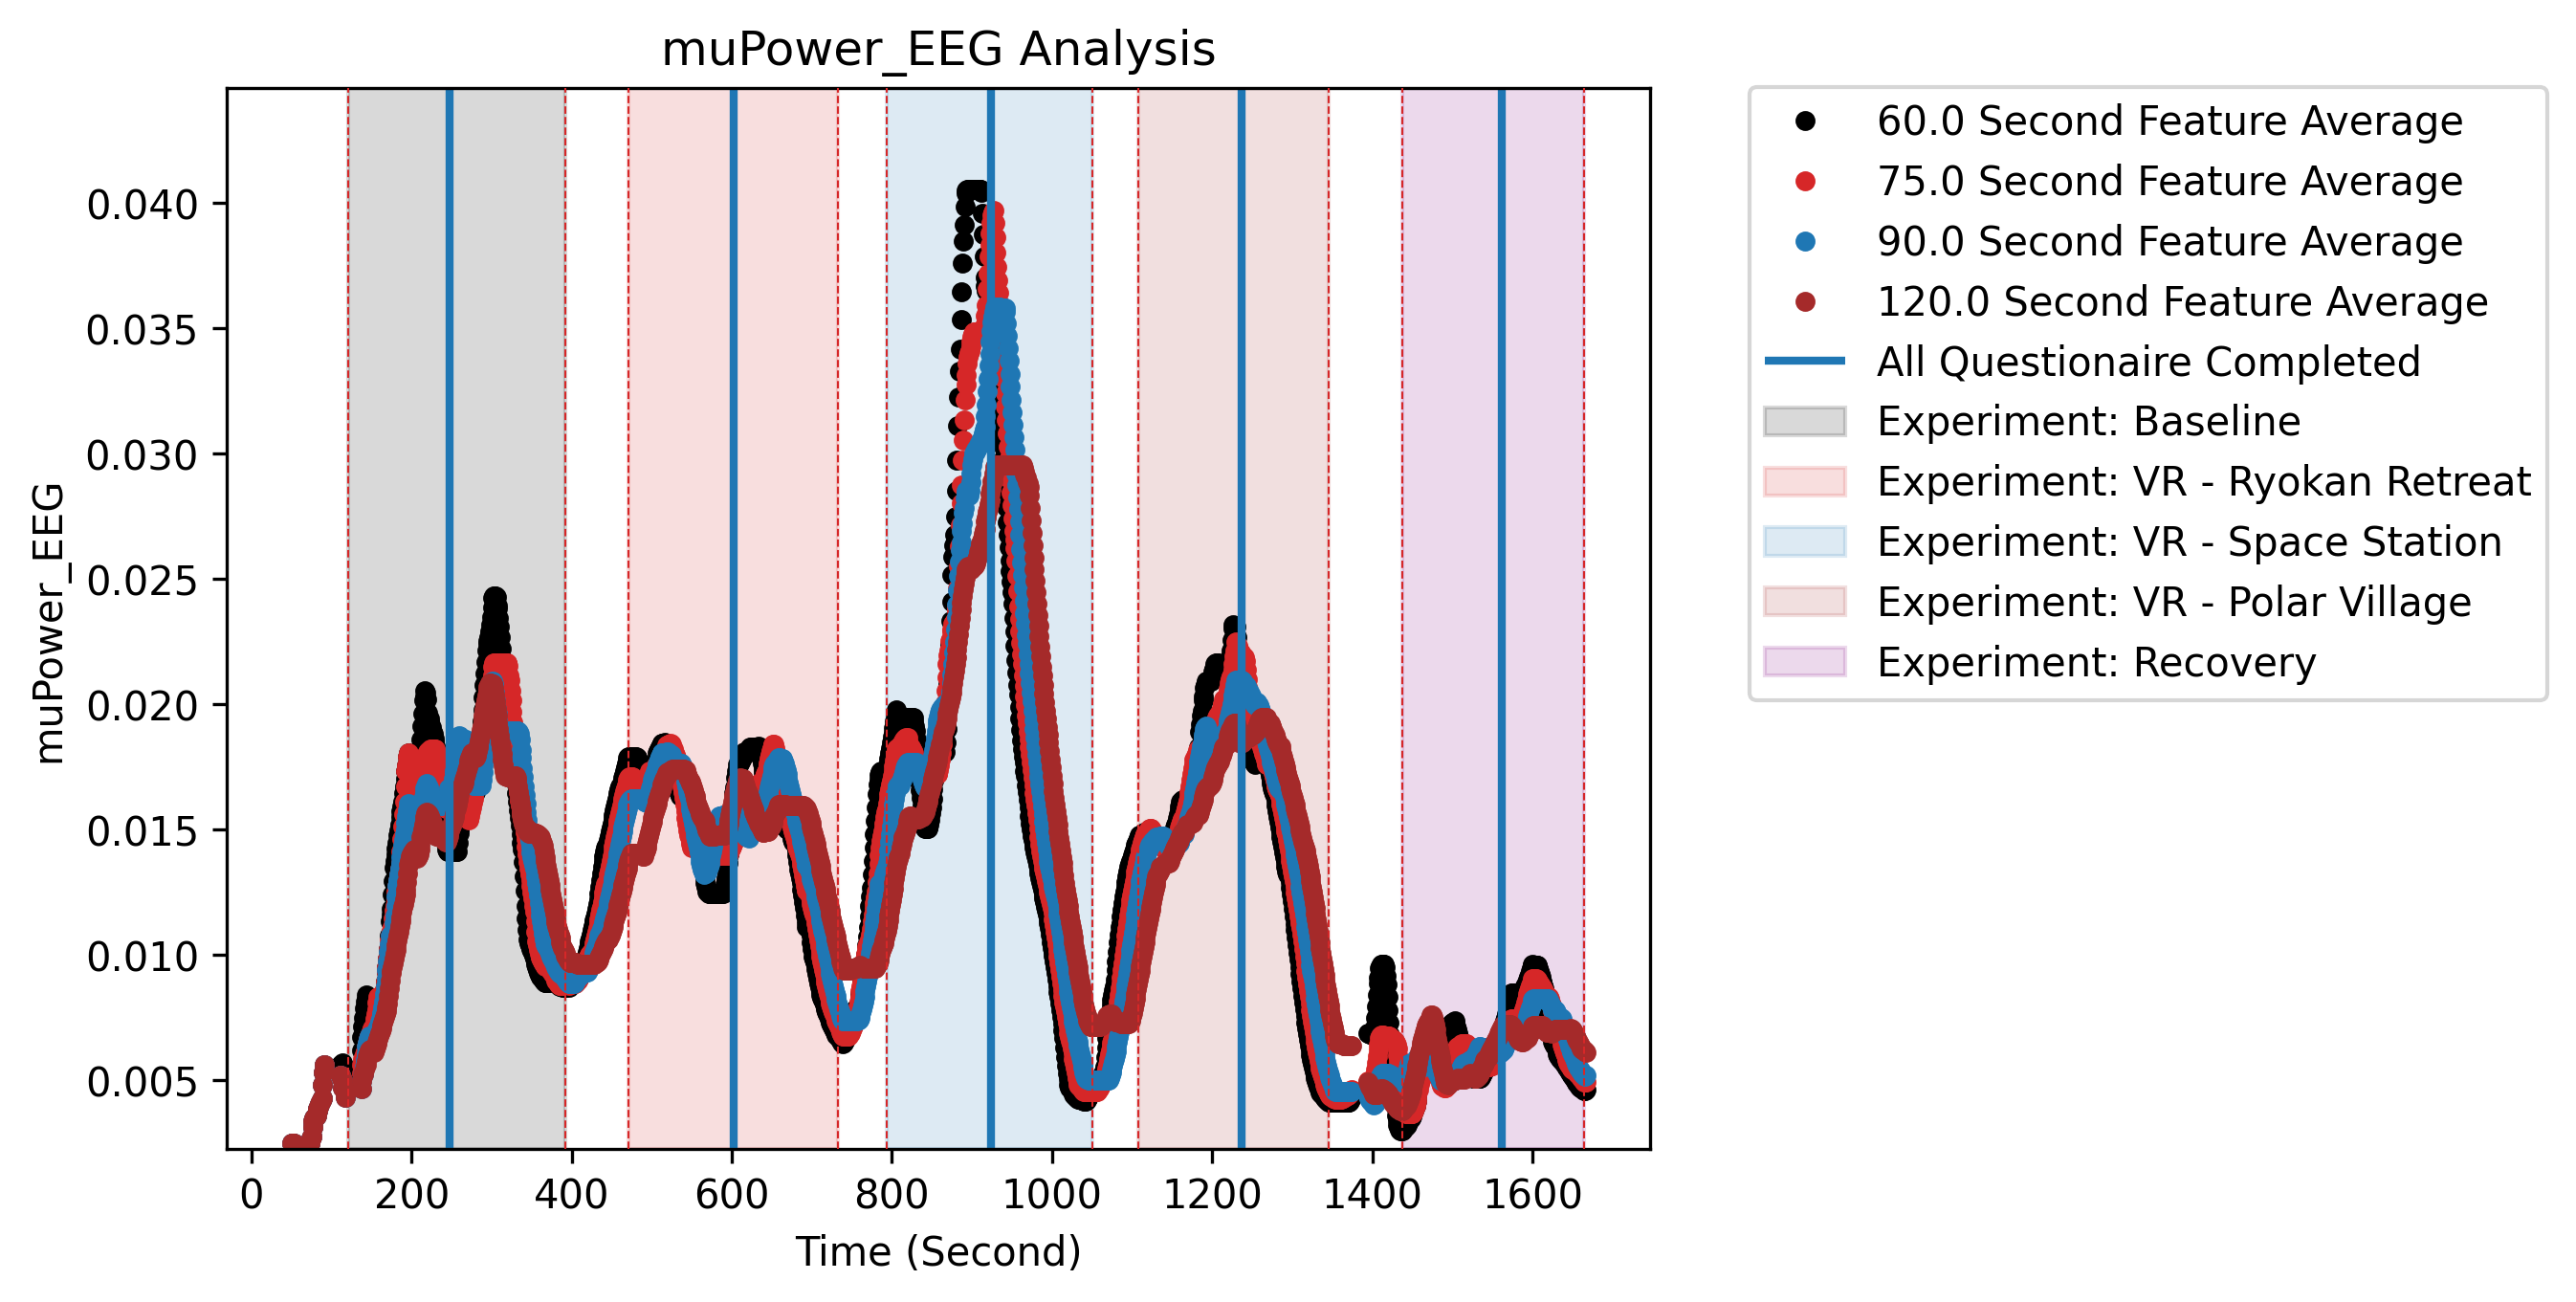 muPower_EEG Analysis
muPower_EEG
0.040
0.035
0.030
0.025
0.020
0.015
0.010
0.005
0 200 400 600 800 1000 1200 1400 1600
Time (Second)
60.0 Second Feature Average
75.0 Second Feature Average
90.0 Second Feature Average
120.0 Second Feature Average
All Questionaire Completed
Experiment: Baseline
Experiment: VR - Ryokan Retreat
Experiment: VR - Space Station
Experiment: VR - Polar Village
Experiment: Recovery